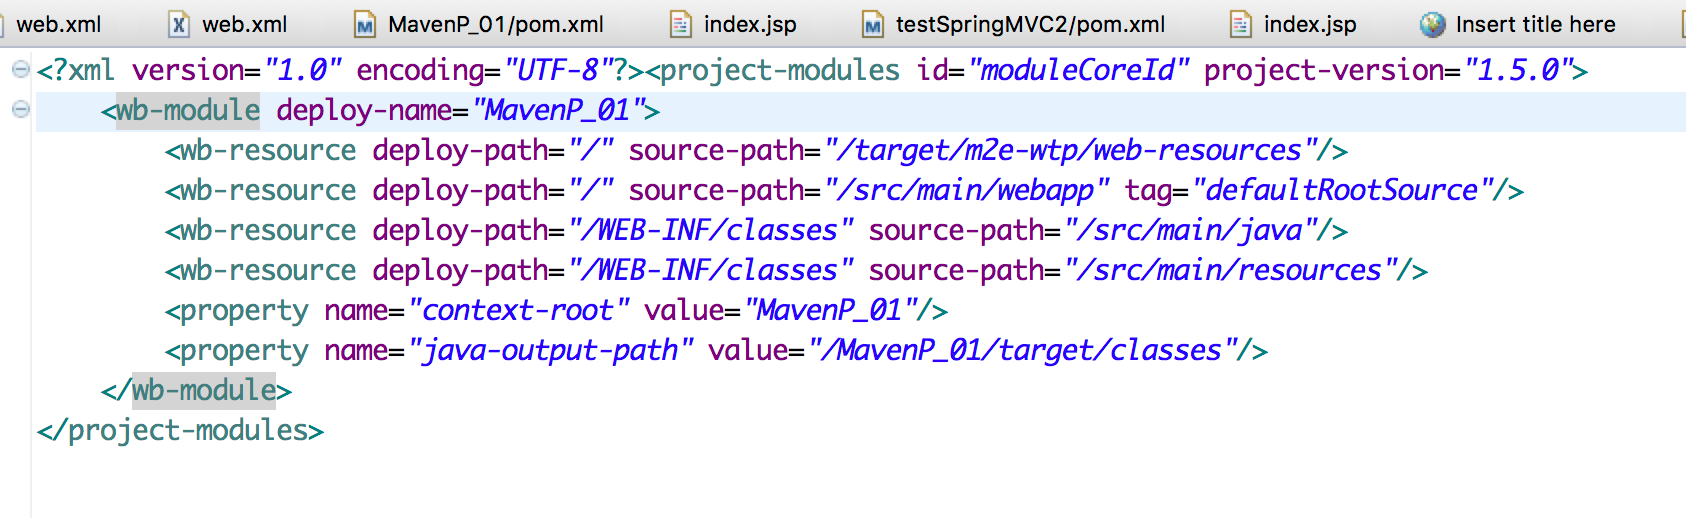 web.xml web.xml MavenP_01/pom.xml index.jsp testSpringMVC2/pom.xml index.jsp Insert title here
<?xml version="1.0" encoding="UTF-8"?><project-modules id="moduleCoreId" project-version="1.5.0">
<wb-module deploy-name="MavenP_01">
<wb-resource deploy-path="/" source-path="/target/m2e-wtp/web-resources"/>
<wb-resource deploy-path="/" source-path="/src/main/webapp" tag="defaultRootSource"/>
<wb-resource deploy-path="/WEB-INF/classes" source-path="/src/main/java"/>
<wb-resource deploy-path="/WEB-INF/classes" source-path="/src/main/resources"/>
<property name="context-root" value="MavenP_01"/>
<property name="java-output-path" value="/MavenP_01/target/classes"/>
</wb-module>
</project-modules>